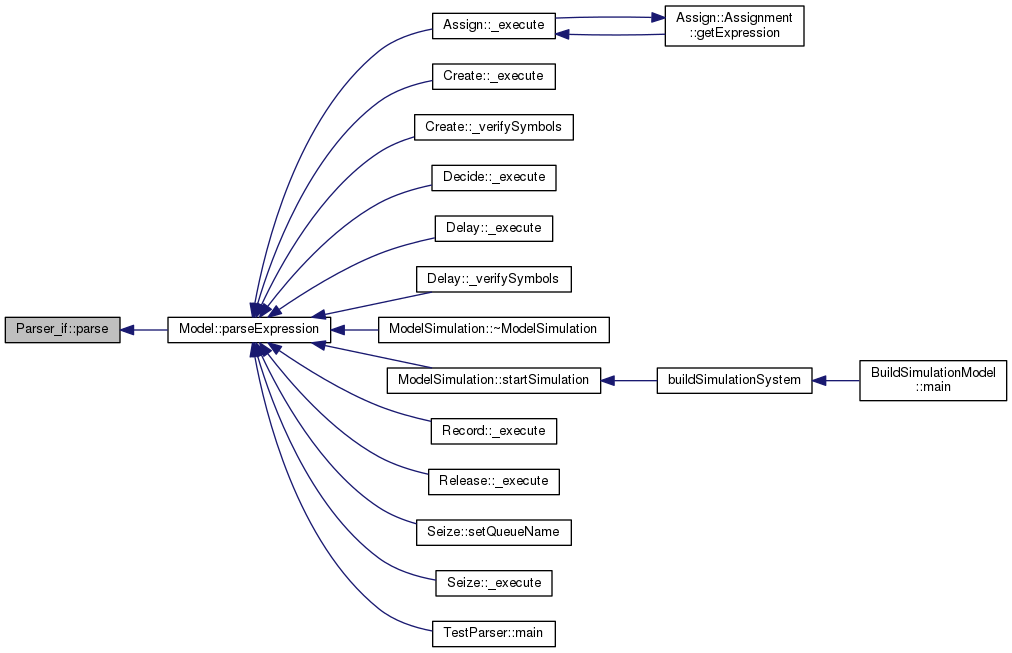 Assign::_execute
Assign::Assignment
::getExpression
Create::_execute
Create::_verifySymbols
Decide::_execute
Delay::_execute
Delay::_verifySymbols
Parser_if::parse
Model::parseExpression
ModelSimulation::~ModelSimulation
ModelSimulation::startSimulation
buildSimulationSystem
BuildSimulationModel
::main
Record::_execute
Release::_execute
Seize::setQueueName
Seize::_execute
TestParser::main